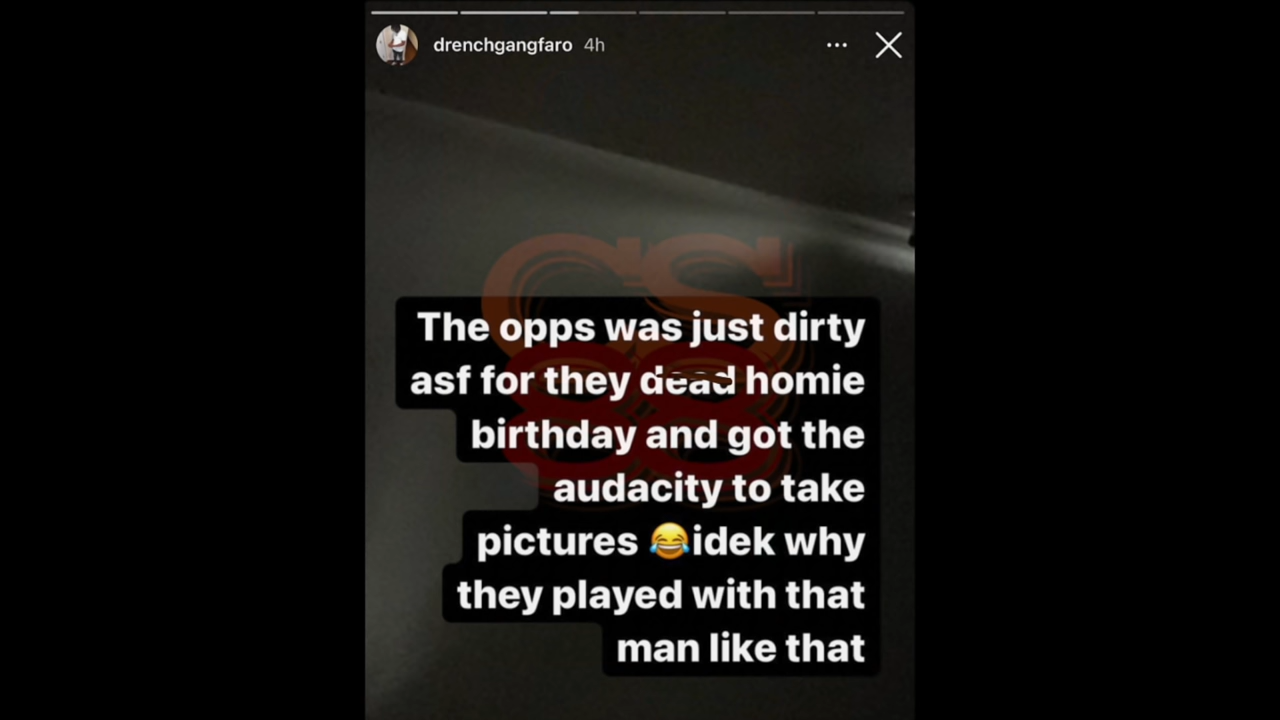 drenchgangfaro 4h
The opps was just dirty
asf for they dead homie
birthday and got the
audacity to take
pictures 😂idek why
they played with that
man like that